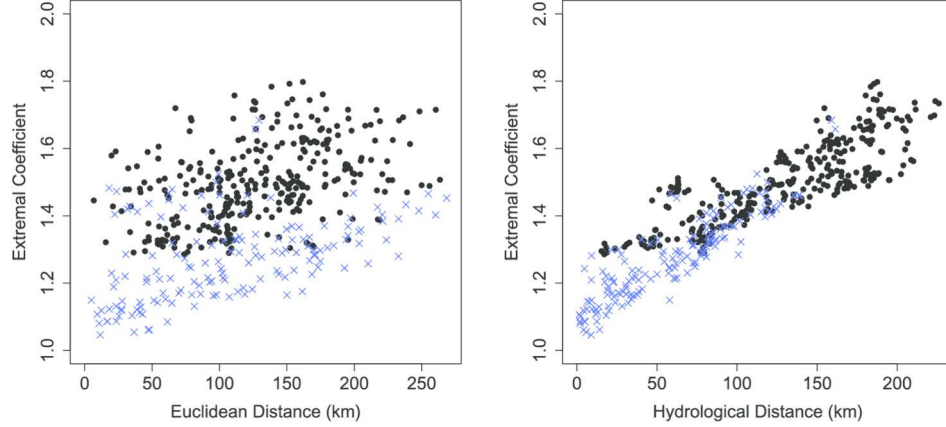 2.0
1.8
1.6
1.4
1.2
1.0
Extremal Coefficient
0 50 100 150 200 250
Euclidean Distance (km)
2.0
1.8
1.6
1.4
1.2
1.0
Extremal Coefficient
0 50 100 150 200
Hydrological Distance (km)